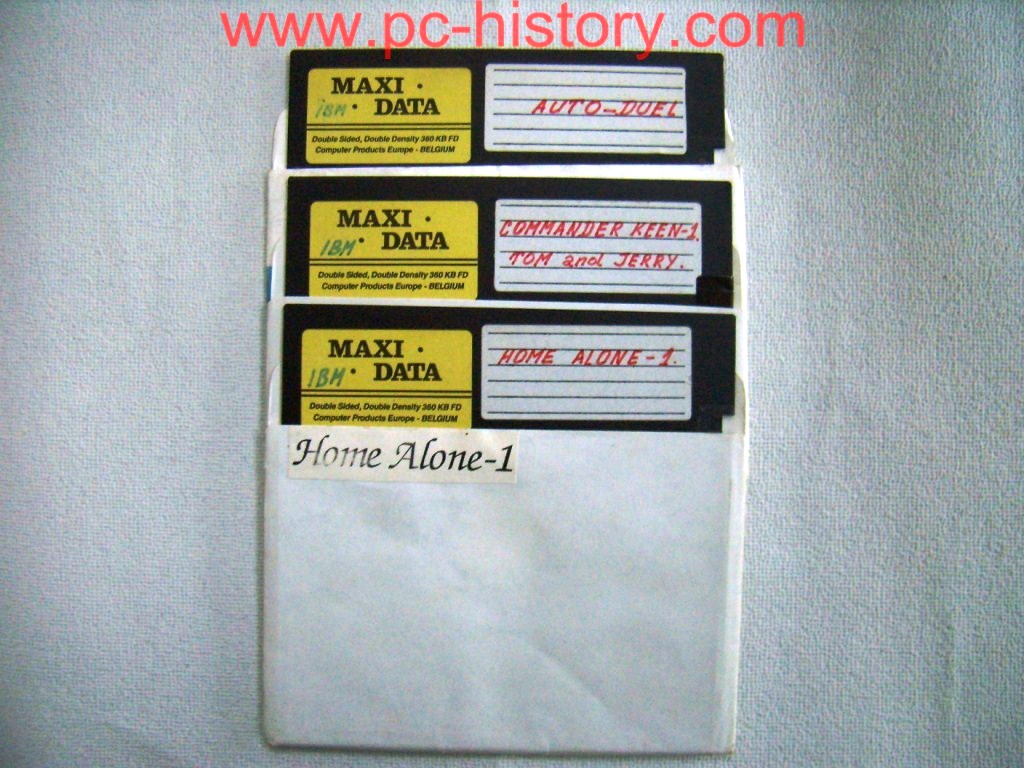 www.pc-history.com
MAXI ·
IBM · DATA
Double Sided, Double Density 360 KB FD
Computer Products Europe - BELGIUM
AUTO-DUEL
MAXI ·
IBM · DATA
Double Sided, Double Density 360 KB FD
Computer Products Europe - BELGIUM
COMMANDER KEEN-1.
TOM and JERRY.
MAXI ·
IBM · DATA
Double Sided, Double Density 360 KB FD
Computer Products Europe - BELGIUM
HOME ALONE-1.
Home Alone-1